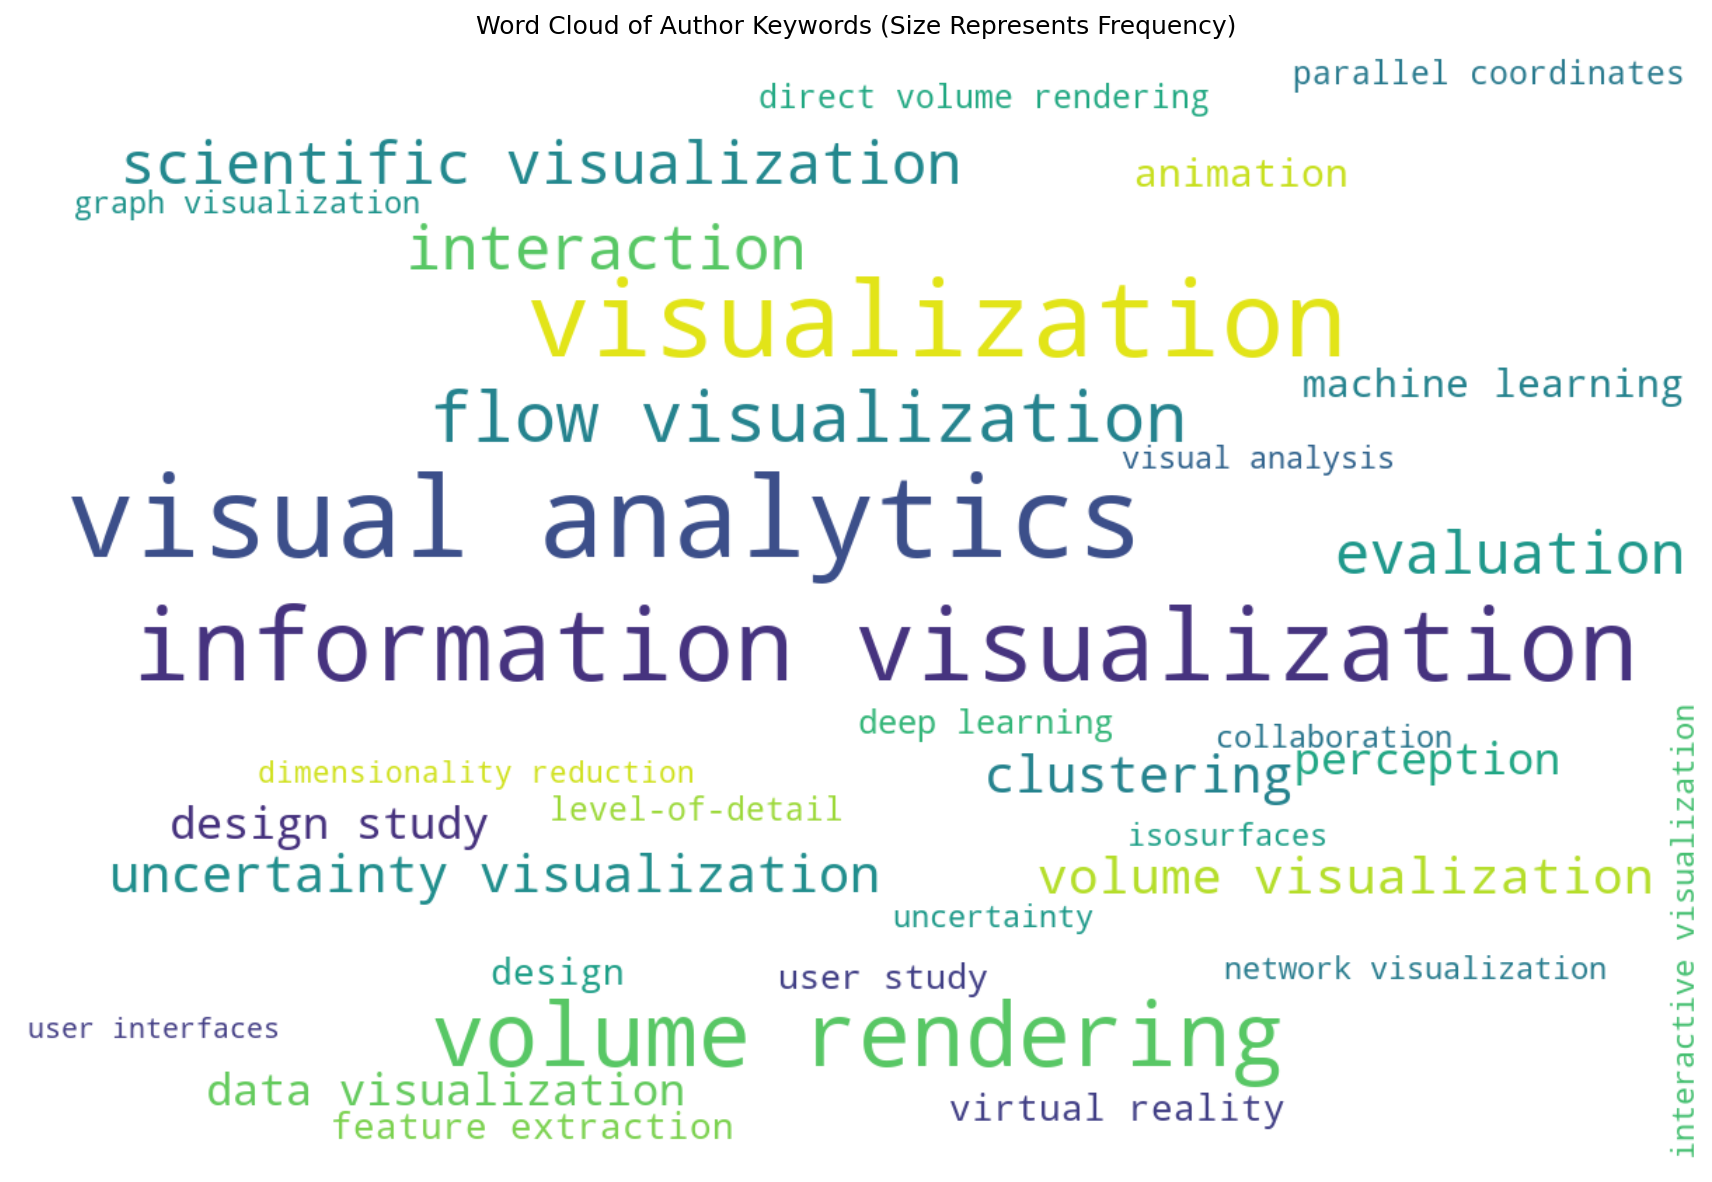 Word Cloud of Author Keywords (Size Represents Frequency)
parallel coordinates
direct volume rendering
scientific visualization
animation
graph visualization
interaction
visualization
machine learning
flow visualization
visual analysis
visual analytics
evaluation
information visualization
deep learning
collaboration
perception
dimensionality reduction
clustering
level-of-detail
design study
isosurfaces
uncertainty visualization
volume visualization
interactive visualization
uncertainty
design
user study
network visualization
user interfaces
volume rendering
data visualization
virtual reality
feature extraction